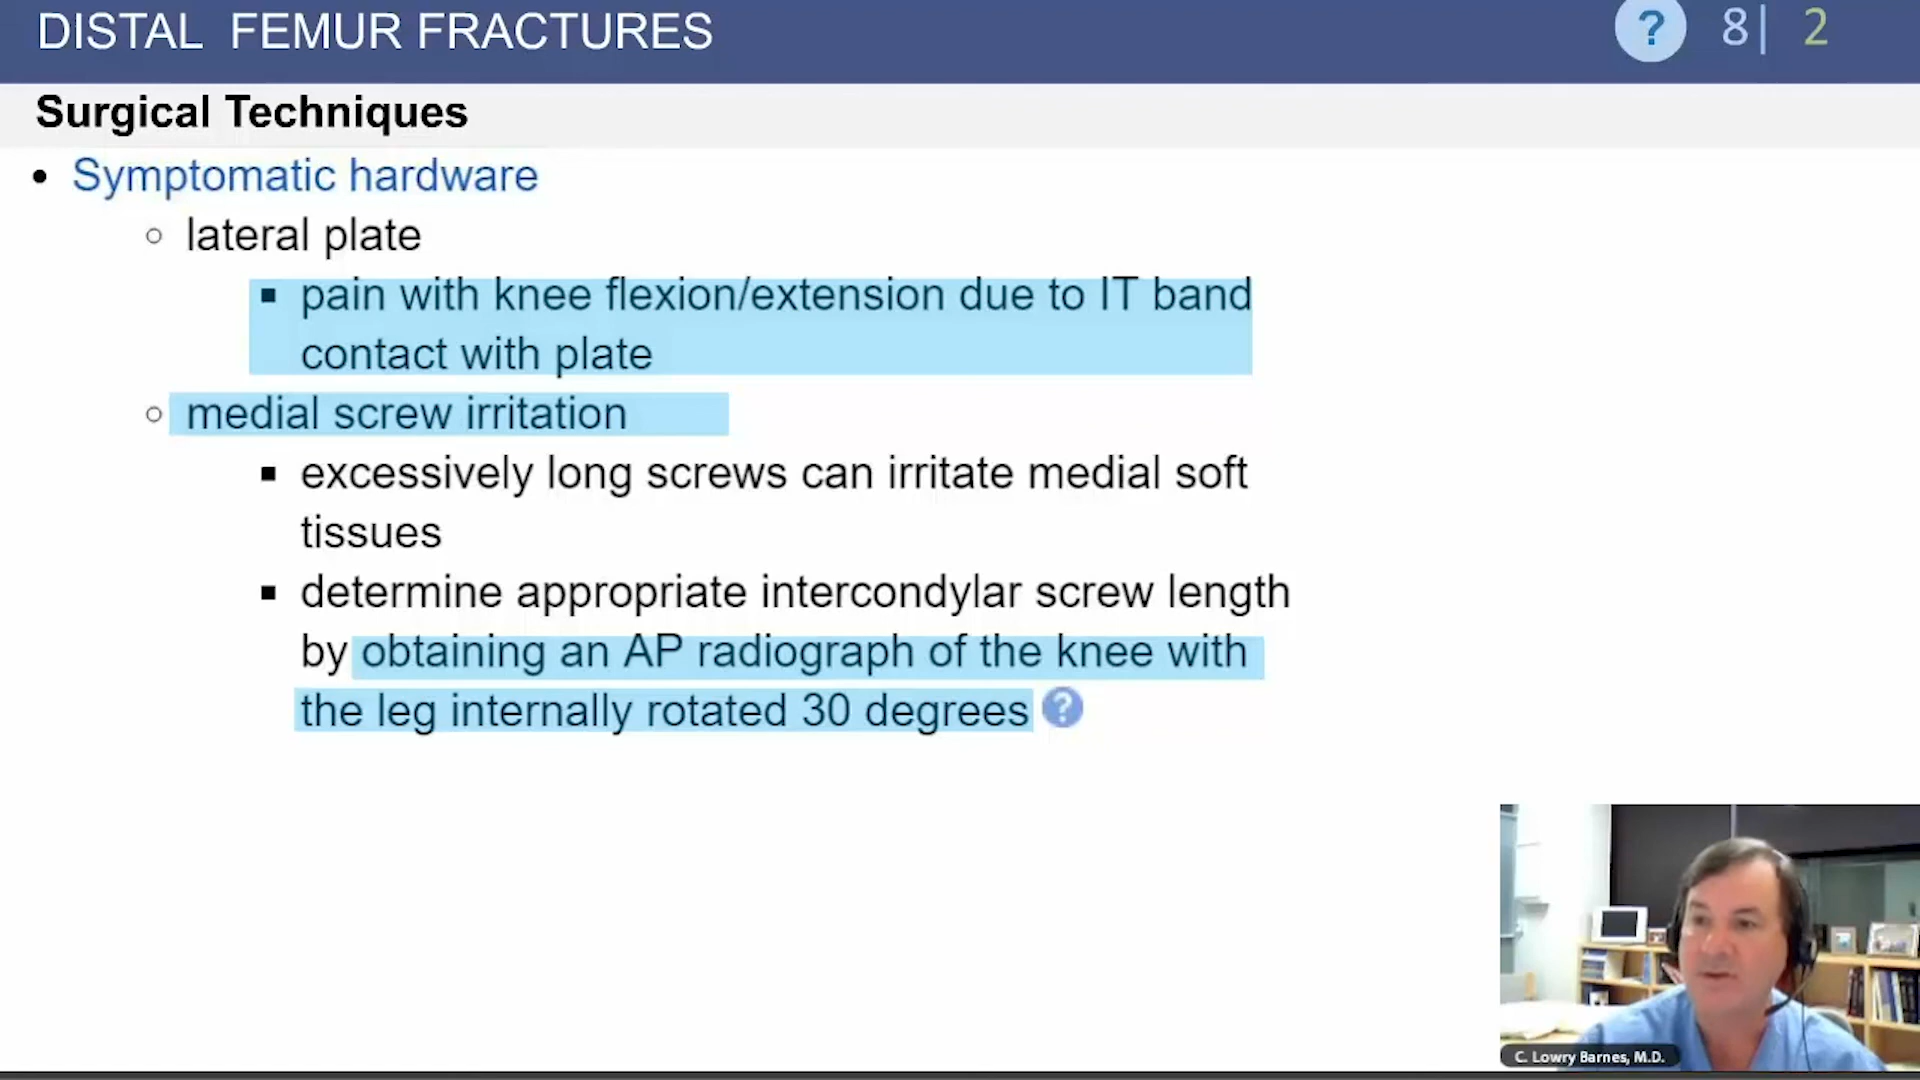 DISTAL FEMUR FRACTURES
? 8| 2
Surgical Techniques
• Symptomatic hardware
○ lateral plate
▪ pain with knee flexion/extension due to IT band
contact with plate
○ medial screw irritation
▪ excessively long screws can irritate medial soft
tissues
▪ determine appropriate intercondylar screw length
by obtaining an AP radiograph of the knee with
the leg internally rotated 30 degrees ?
C. Lowry Barnes, M.D.